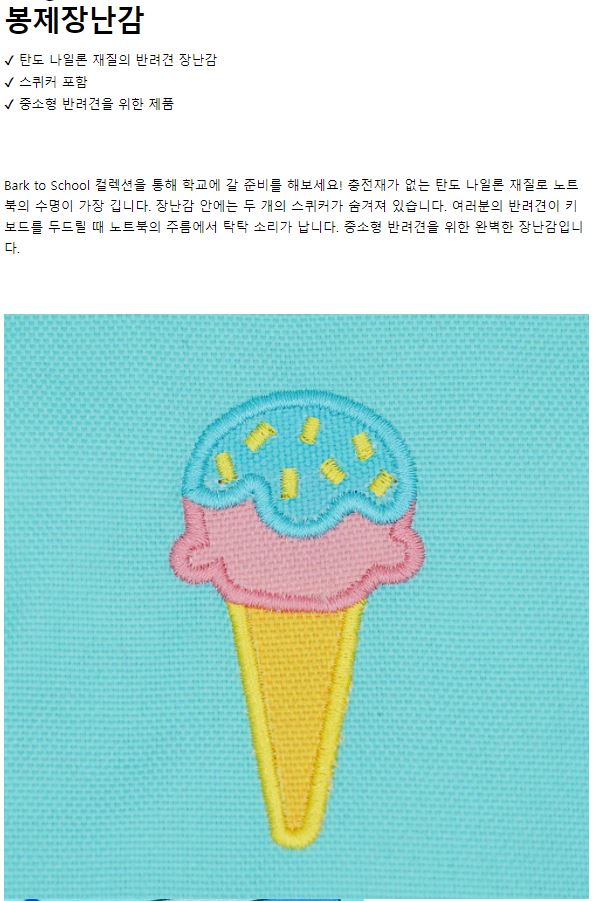 봉제장난감
✓ 탄도 나일론 재질의 반려견 장난감
✓ 스퀴커 포함
✓ 중소형 반려견을 위한 제품
Bark to School 컬렉션을 통해 학교에 갈 준비를 해보세요! 충전재가 없는 탄도 나일론 재질로 노트
북의 수명이 가장 깁니다. 장난감 안에는 두 개의 스퀴커가 숨겨져 있습니다. 여러분의 반려견이 키
보드를 두드릴 때 노트북의 주름에서 탁탁 소리가 납니다. 중소형 반려견을 위한 완벽한 장난감입니
다.